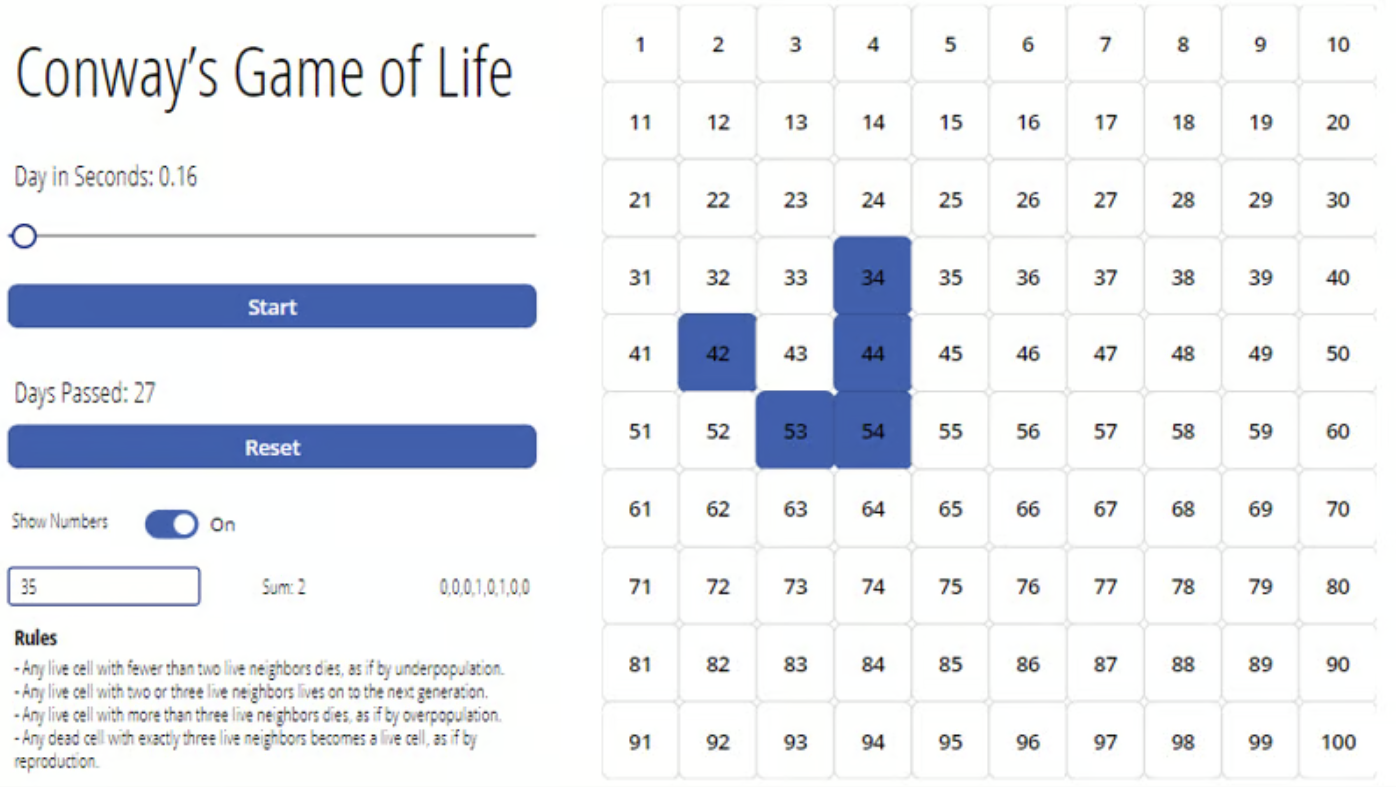 Conway’s Game of Life
Day in Seconds: 0.16
Start
Days Passed: 27
Reset
Show Numbers On
35 Sum: 2 0,0,0,1,0,1,0,0
Rules
- Any live cell with fewer than two live neighbors dies, as if by underpopulation.
- Any live cell with two or three live neighbors lives on to the next generation.
- Any live cell with more than three live neighbors dies, as if by overpopulation.
- Any dead cell with exactly three live neighbors becomes a live cell, as if by
reproduction.
1 2 3 4 5 6 7 8 9 10
11 12 13 14 15 16 17 18 19 20
21 22 23 24 25 26 27 28 29 30
31 32 33 34 35 36 37 38 39 40
41 42 43 44 45 46 47 48 49 50
51 52 53 54 55 56 57 58 59 60
61 62 63 64 65 66 67 68 69 70
71 72 73 74 75 76 77 78 79 80
81 82 83 84 85 86 87 88 89 90
91 92 93 94 95 96 97 98 99 100